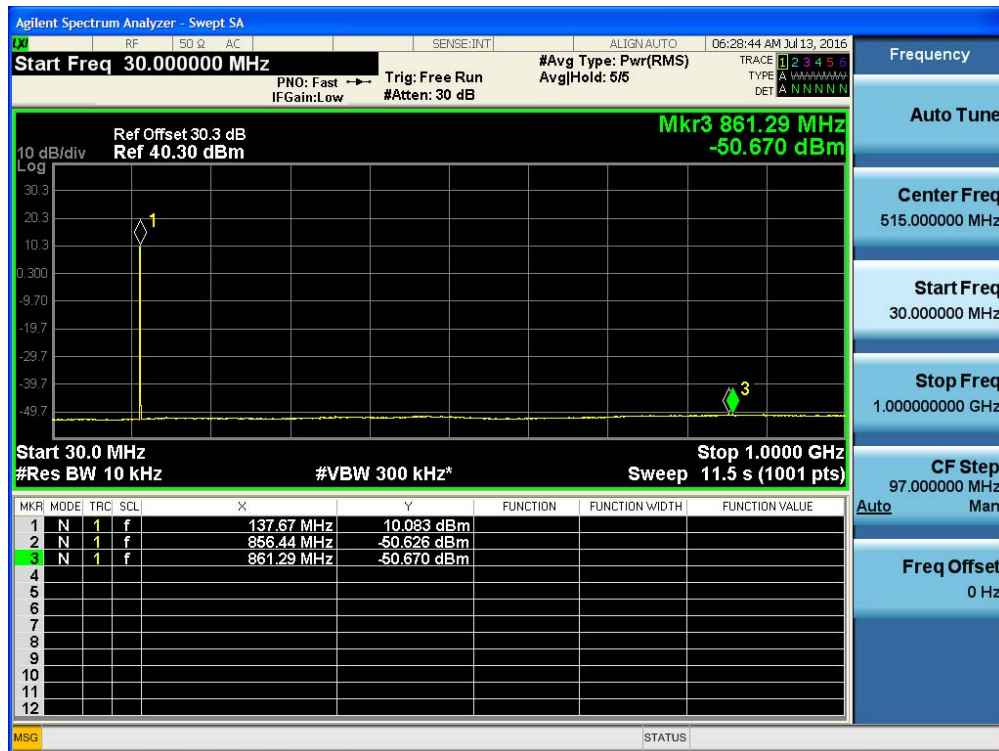 Agilent Spectrum Analyzer - Swept SA
LXI RF 50 Ω AC SENSE:INT ALIGN AUTO 06:28:44 AM Jul 13, 2016
Start Freq 30.000000 MHz
PNO: Fast
IFGain:Low
Trig: Free Run
#Atten: 30 dB
#Avg Type: Pwr(RMS)
Avg|Hold: 5/5
TRACE 1 2 3 4 5 6
TYPE A WWWWW
DET A N N N N N
Frequency
Auto Tune
Center Freq
515.000000 MHz
Start Freq
30.000000 MHz
Stop Freq
1.000000000 GHz
CF Step
97.000000 MHz
Auto Man
Freq Offset
0 Hz
Mkr3 861.29 MHz
-50.670 dBm
Ref Offset 30.3 dB
10 dB/div Ref 40.30 dBm
Log
30.3
20.3
10.3
0.300
-9.70
-19.7
-29.7
-39.7
-49.7
1
3
Start 30.0 MHz Stop 1.0000 GHz
#Res BW 10 kHz #VBW 300 kHz* Sweep 11.5 s (1001 pts)
MKR MODE TRC SCL X Y FUNCTION FUNCTION WIDTH FUNCTION VALUE
1 N 1 f 137.67 MHz 10.083 dBm
2 N 1 f 856.44 MHz -50.626 dBm
3 N 1 f 861.29 MHz -50.670 dBm
4
5
6
7
8
9
10
11
12
MSG STATUS